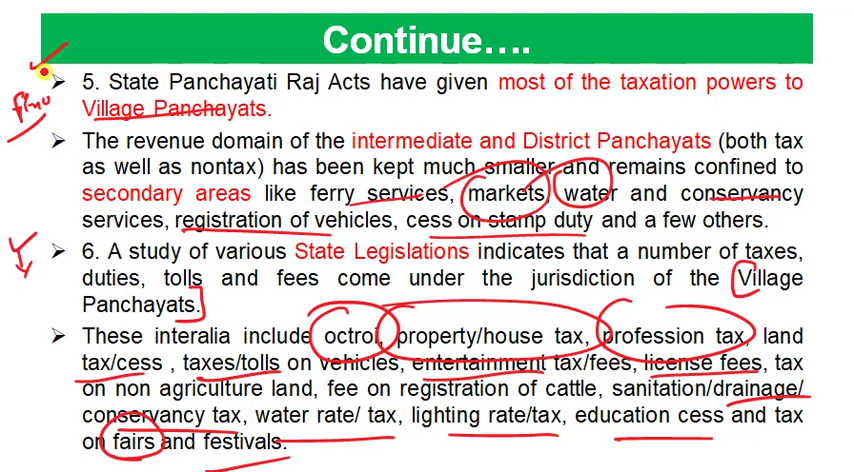 Continue....
➤ 5. State Panchayati Raj Acts have given most of the taxation powers to
Village Panchayats.
➤ The revenue domain of the intermediate and District Panchayats (both tax
as well as nontax) has been kept much smaller and remains confined to
secondary areas like ferry services, markets, water and conservancy
services, registration of vehicles, cess on stamp duty and a few others.
➤ 6. A study of various State Legislations indicates that a number of taxes,
duties, tolls and fees come under the jurisdiction of the Village
Panchayats.
➤ These interalia include octroi, property/house tax, profession tax, land
tax/cess , taxes/tolls on vehicles, entertainment tax/fees, license fees, tax
on non agriculture land, fee on registration of cattle, sanitation/drainage/
conservancy tax, water rate/ tax, lighting rate/tax, education cess and tax
on fairs and festivals.